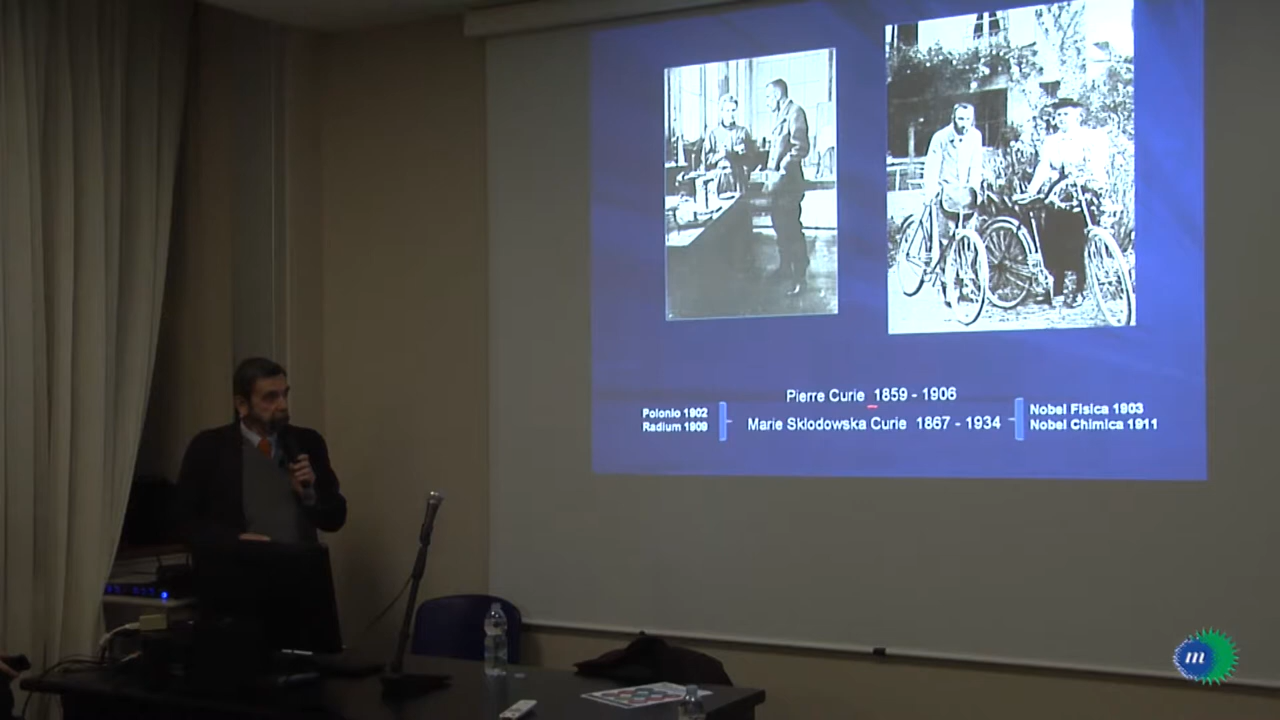 Pierre Curie 1859 - 1906
Polonio 1902
Radium 1909
Marie Sklodowska Curie 1867 - 1934
Nobel Fisica 1903
Nobel Chimica 1911
m